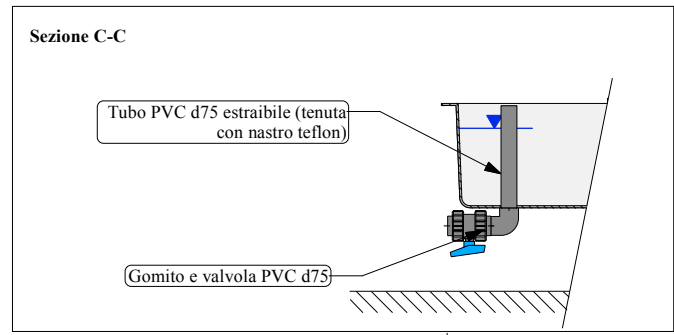 Sezione C-C
Tubo PVC d75 estraibile (tenuta
con nastro teflon)
Gomito e valvola PVC d75